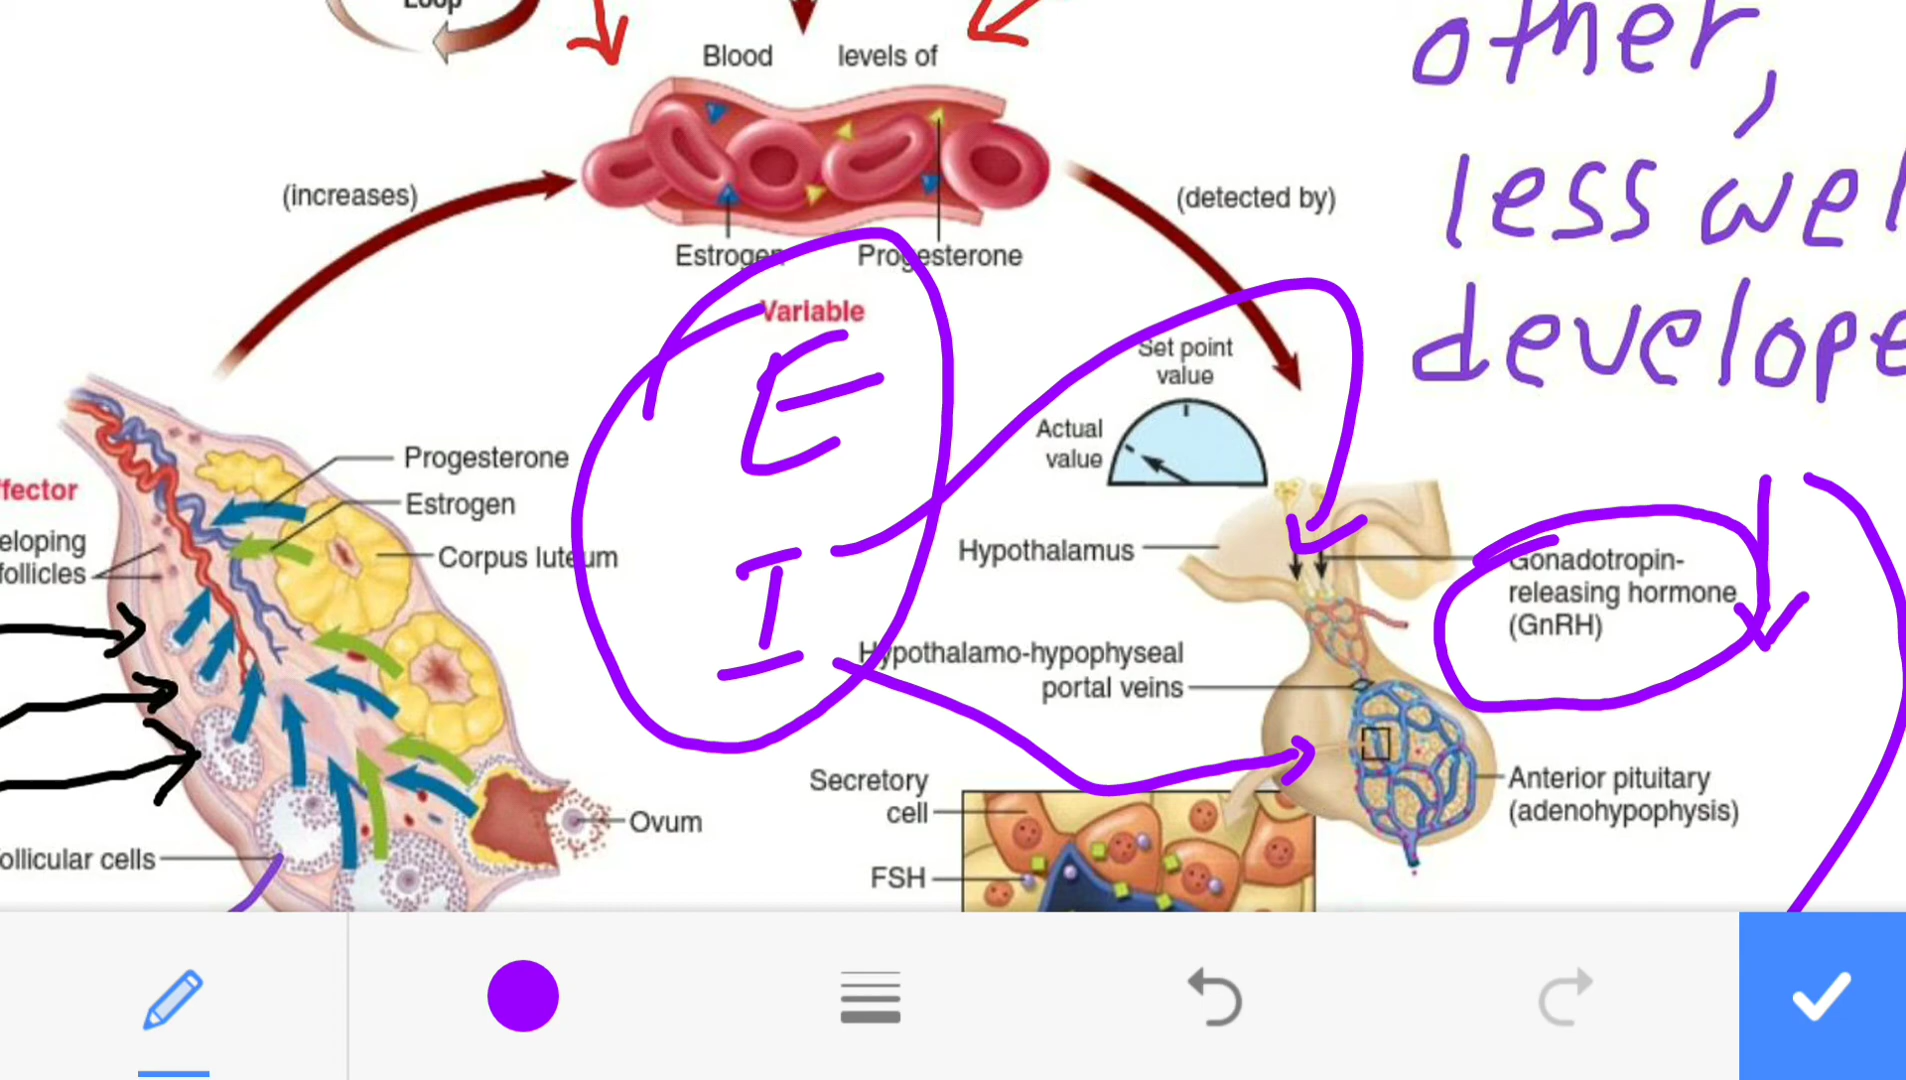 Loop
Blood levels of
other,
(increases)
(detected by)
less wel
Estrogen Progesterone
Variable
E
I
develope
Set point
value
Actual
value
Progesterone
Estrogen
Corpus luteum
ffector
eloping
follicles
Hypothalamus
Gonadotropin-
releasing hormone
(GnRH)
Hypothalamo-hypophyseal
portal veins
Secretory
cell
Anterior pituitary
(adenohypophysis)
Ovum
ollicular cells
FSH